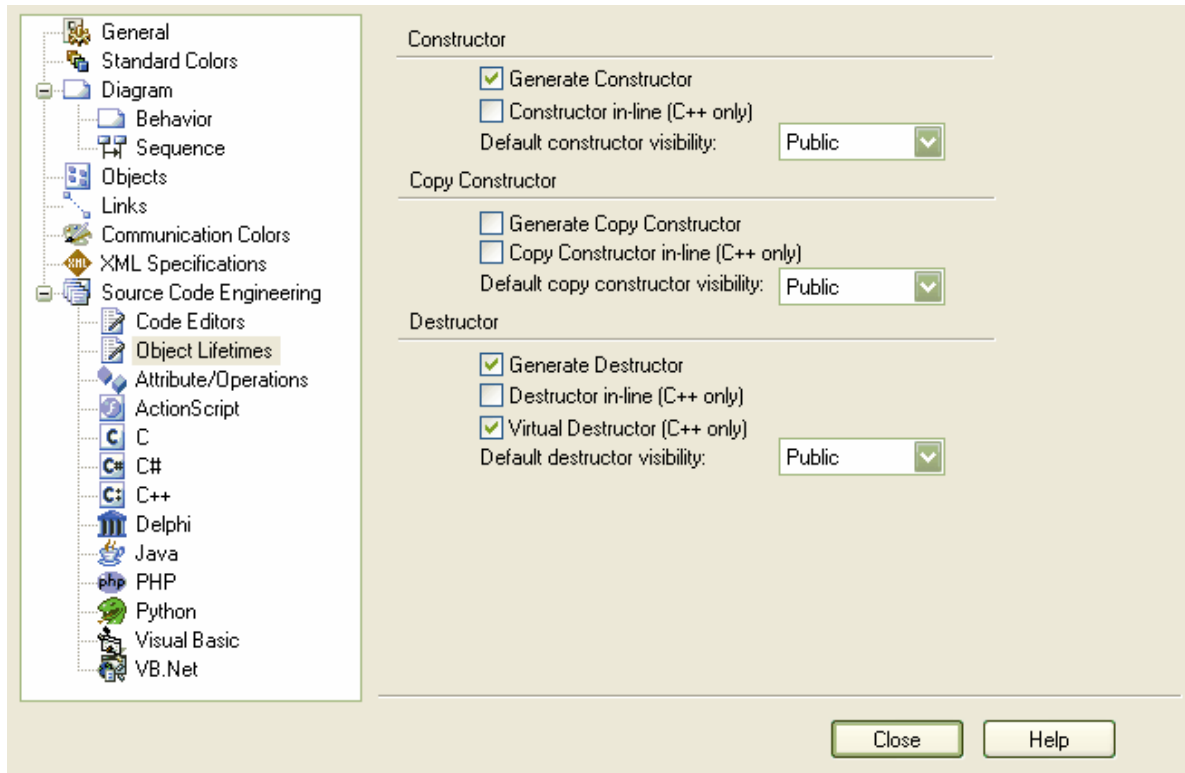 General
Standard Colors
Diagram
Behavior
Sequence
Objects
Links
Communication Colors
XML Specifications
Source Code Engineering
Code Editors
Object Lifetimes
Attribute/Operations
ActionScript
C
C#
C++
Delphi
Java
PHP
Python
Visual Basic
VB.Net
Constructor
Generate Constructor
Constructor in-line (C++ only)
Default constructor visibility: Public
Copy Constructor
Generate Copy Constructor
Copy Constructor in-line (C++ only)
Default copy constructor visibility: Public
Destructor
Generate Destructor
Destructor in-line (C++ only)
Virtual Destructor (C++ only)
Default destructor visibility: Public
Close Help